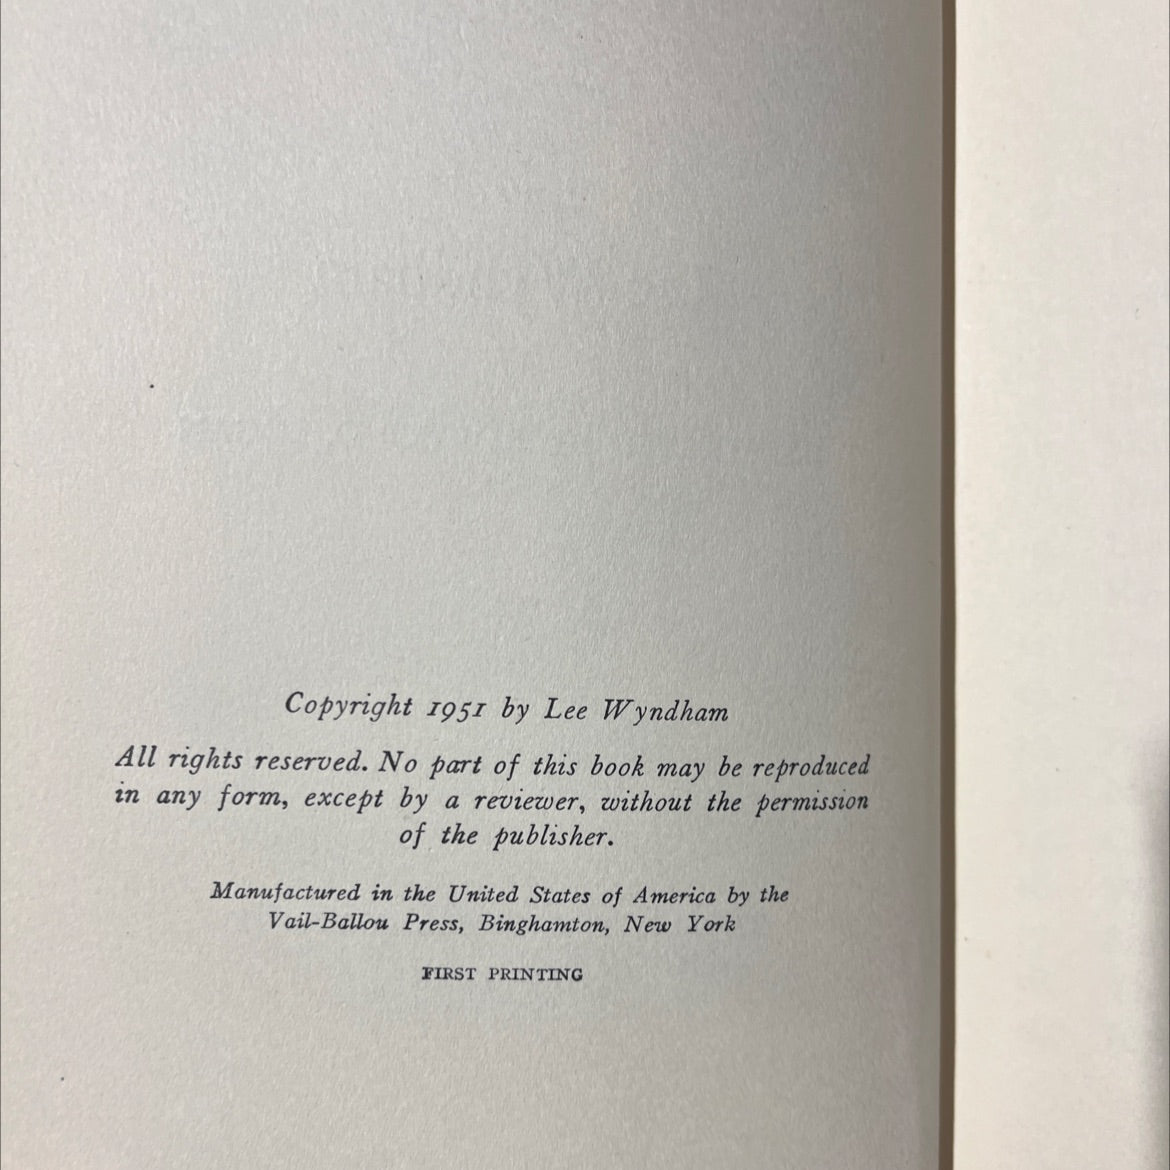 Copyright 1951 by Lee Wyndham
All rights reserved. No part of this book may be reproduced
in any form, except by a reviewer, without the permission
of the publisher.
Manufactured in the United States of America by the
Vail-Ballou Press, Binghamton, New York
FIRST PRINTING